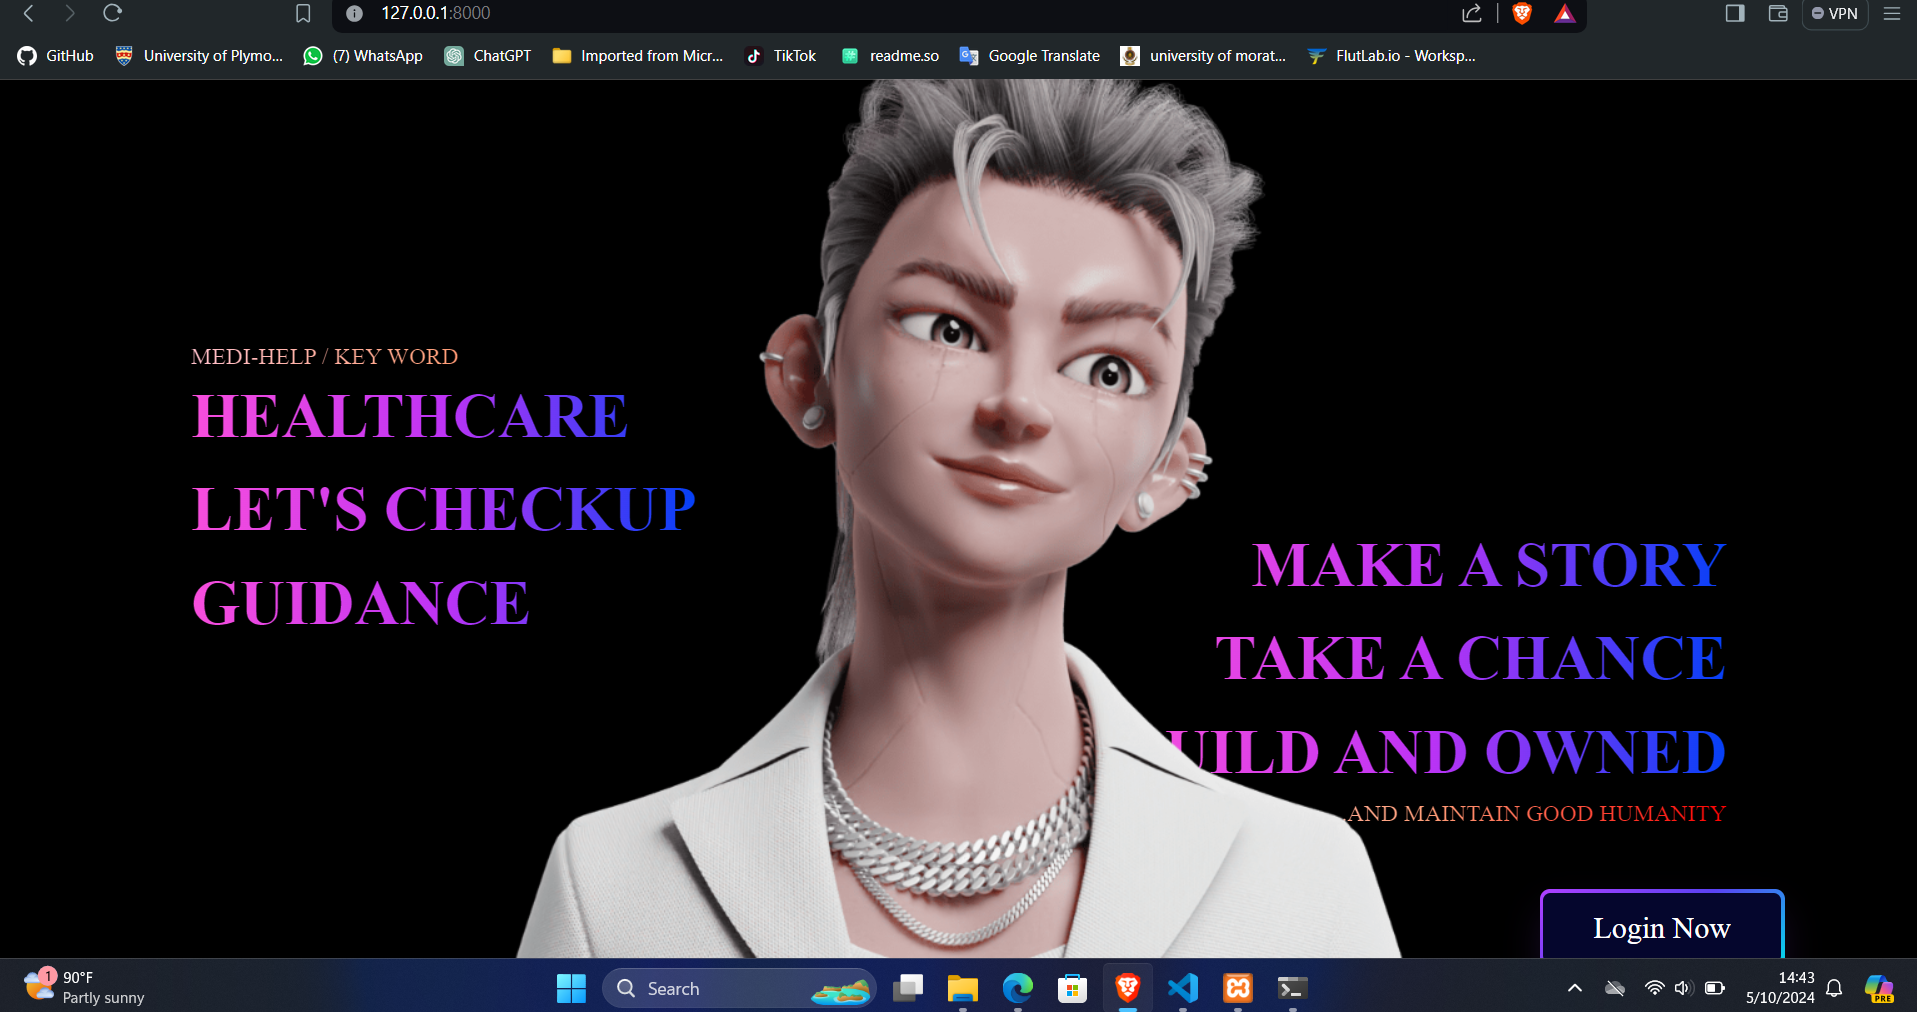 127.0.0.1:8000
VPN
GitHub
University of Plymo...
(7) WhatsApp
ChatGPT
Imported from Micr...
TikTok
readme.so
Google Translate
university of morat...
FlutLab.io - Worksp...
MEDI-HELP / KEY WORD
HEALTHCARE
LET'S CHECKUP
GUIDANCE
MAKE A STORY
TAKE A CHANCE
UILD AND OWNED
.AND MAINTAIN GOOD HUMANITY
Login Now
1
90°F
Partly sunny
Search
14:43
5/10/2024
PRE